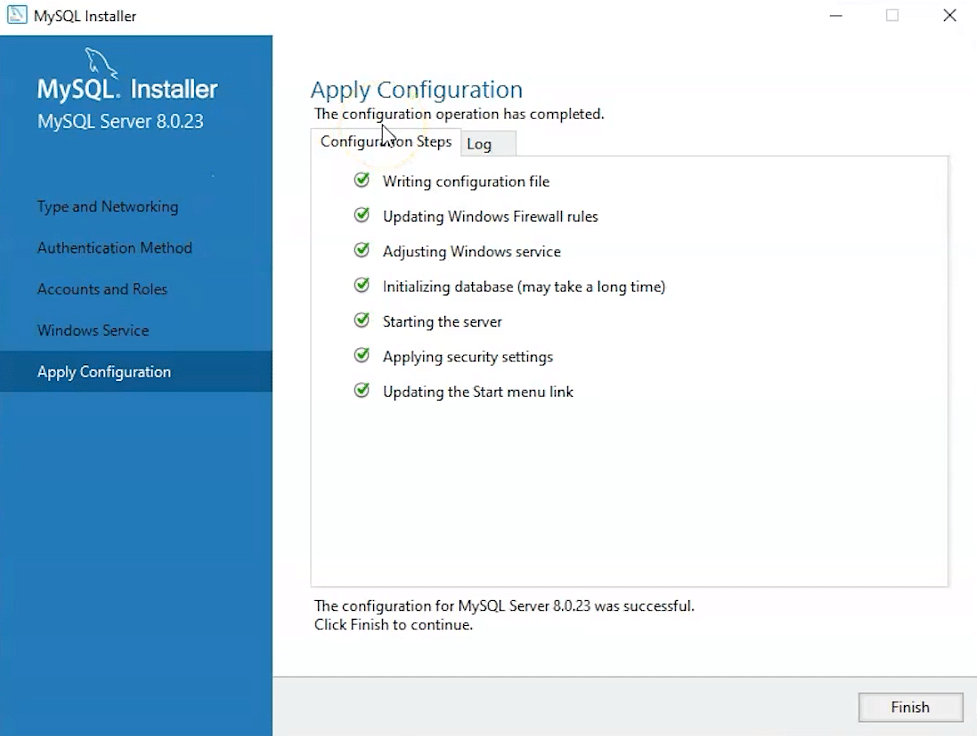 MySQL Installer
MySQL. Installer
MySQL Server 8.0.23
Type and Networking
Authentication Method
Accounts and Roles
Windows Service
Apply Configuration
Apply Configuration
The configuration operation has completed.
Configuration Steps
Log
Writing configuration file
Updating Windows Firewall rules
Adjusting Windows service
Initializing database (may take a long time)
Starting the server
Applying security settings
Updating the Start menu link
The configuration for MySQL Server 8.0.23 was successful.
Click Finish to continue.
Finish